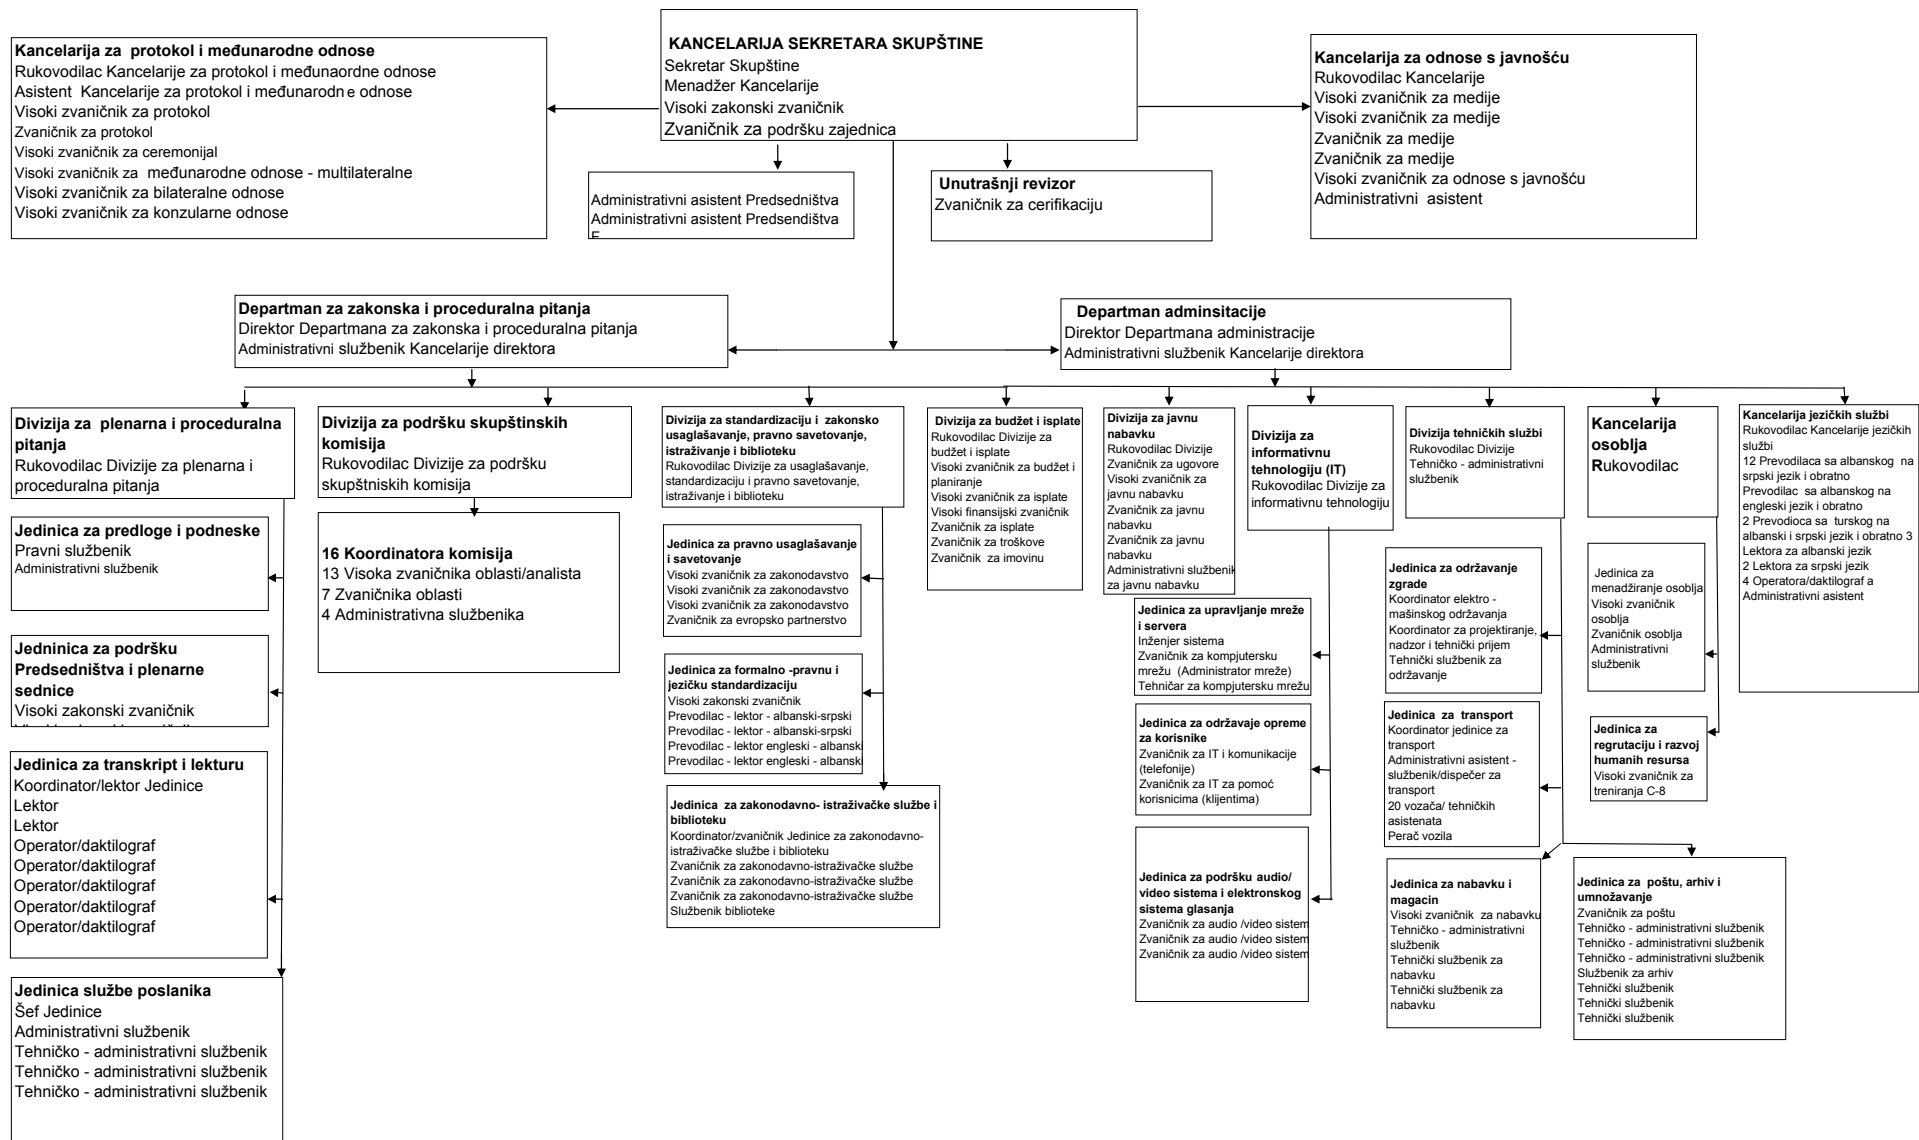 Kancelarija za protokol i međunarodne odnose
Rukovodilac Kancelarije za protokol i međunaordne odnose
Asistent Kancelarije za protokol i međunarodn e odnose
Visoki zvaničnik za protokol
Zvaničnik za protokol
Visoki zvaničnik za ceremonijal
Visoki zvaničnik za međunarodne odnose - multilateralne
Visoki zvaničnik za bilateralne odnose
Visoki zvaničnik za konzularne odnose
KANCELARIJA SEKRETARA SKUPŠTINE
Sekretar Skupštine
Menadžer Kancelarije
Visoki zakonski zvaničnik
Zvaničnik za podršku zajednica
Kancelarija za odnose s javnošću
Rukovodilac Kancelarije
Visoki zvaničnik za medije
Visoki zvaničnik za medije
Zvaničnik za medije
Zvaničnik za medije
Visoki zvaničnik za odnose s javnošću
Administrativni asistent
Administrativni asistent Predsedništva
Administrativni asistent Predsendištva
Unutrašnji revizor
Zvaničnik za cerifikaciju
Departman za zakonska i proceduralna pitanja
Direktor Departmana za zakonska i proceduralna pitanja
Administrativni službenik Kancelarije direktora
Departman adminsitacije
Direktor Departmana administracije
Administrativni službenik Kancelarije direktora
Divizija za plenarna i proceduralna
pitanja
Rukovodilac Divizije za plenarna i
proceduralna pitanja
Jedinica za predloge i podneske
Pravni službenik
Administrativni službenik
Jedninica za podršku
Predsedništva i plenarne
sednice
Visoki zakonski zvaničnik
Jedinica za transkript i lekturu
Koordinator/lektor Jedinice
Lektor
Lektor
Operator/daktilograf
Operator/daktilograf
Operator/daktilograf
Operator/daktilograf
Operator/daktilograf
Jedinica službe poslanika
Šef Jedinice
Administrativni službenik
Tehničko - administrativni službenik
Tehničko - administrativni službenik
Tehničko - administrativni službenik
Divizija za podršku skupštinskih
komisija
Rukovodilac Divizije za podršku
skupštniskih komisija
16 Koordinatora komisija
13 Visoka zvaničnika oblasti/analista
7 Zvaničnika oblasti
4 Administrativna službenika
Divizija za standardizaciju i zakonsko
usaglašavanje, pravno savetovanje,
istraživanje i biblioteku
Rukovodilac Divizije za usaglašavanje,
standardizaciju i pravno savetovanje,
istraživanje i biblioteku
Jedinica za pravno usaglašavanje
i savetovanje
Visoki zvaničnik za zakonodavstvo
Visoki zvaničnik za zakonodavstvo
Visoki zvaničnik za zakonodavstvo
Zvaničnik za evropsko partnerstvo
Jedinica za formalno -pravnu i
jezičku standardizaciju
Visoki zakonski zvaničnik
Prevodilac - lektor - albanski-srpski
Prevodilac - lektor - albanski-srpski
Prevodilac - lektor engleski - albanski
Prevodilac - lektor engleski - albanski
Jedinica za zakonodavno- istraživačke službe i
biblioteku
Koordinator/zvaničnik Jedinice za zakonodavno-
istraživačke službe i biblioteku
Zvaničnik za zakonodavno-istraživačke službe
Zvaničnik za zakonodavno-istraživačke službe
Zvaničnik za zakonodavno-istraživačke službe
Službenik biblioteke
Divizija za budžet i isplate
Rukovodilac Divizije za
budžet i isplate
Visoki zvaničnik za budžet i
planiranje
Visoki zvaničnik za isplate
Visoki finansijski zvaničnik
Zvaničnik za isplate
Zvaničnik za troškove
Zvaničnik za imovinu
Divizija za javnu
nabavku
Rukovodilac Divizije
Zvaničnik za ugovore
Visoki zvaničnik za
javnu nabavku
Zvaničnik za javnu
nabavku
Zvaničnik za javnu
nabavku
Administrativni službenik
za javnu nabavku
Divizija za
informativnu
tehnologiju (IT)
Rukovodilac Divizije za
informativnu tehnologiju
Jedinica za upravljanje mreže
i servera
Inženjer sistema
Zvaničnik za kompjutersku
mrežu (Administrator mreže)
Tehničar za kompjutersku mrežu
Jedinica za održavaje opreme
za korisnike
Zvaničnik za IT i komunikacije
(telefonije)
Zvaničnik za IT za pomoć
korisnicima (klijentima)
Jedinica za podršku audio/
video sistema i elektronskog
sistema glasanja
Zvaničnik za audio /video sistem
Zvaničnik za audio /video sistem
Zvaničnik za audio /video sistem
Divizija tehničkih službi
Rukovodilac Divizije
Tehničko - administrativni
službenik
Jedinica za održavanje
zgrade
Koordinator elektro -
mašinskog održavanja
Koordinator za projektiranje,
nadzor i tehnički prijem
Tehnički službenik za
održavanje
Jedinica za transport
Koordinator jedinice za
transport
Administrativni asistent -
službenik/dispečer za
transport
20 vozača/ tehničkih
asistenata
Perač vozila
Jedinica za nabavku i
magacin
Visoki zvaničnik za nabavku
Tehničko - administrativni
službenik
Tehnički službenik za
nabavku
Tehnički službenik za
nabavku
Jedinica za poštu, arhiv i
umnožavanje
Zvaničnik za poštu
Tehničko - administrativni službenik
Tehničko - administrativni službenik
Tehničko - administrativni službenik
Službenik za arhiv
Tehnički službenik
Tehnički službenik
Tehnički službenik
Kancelarija
osoblja
Rukovodilac
Jedinica za
menadžiranje osoblja
Visoki zvaničnik
osoblja
Zvaničnik osoblja
Administrativni
službenik
Jedinica za
regrutaciju i razvoj
humanih resursa
Visoki zvaničnik za
treniranja C-8
Kancelarija jezičkih službi
Rukovodilac Kancelarije jezičkih
službi
12 Prevodilaca sa albanskog na
srpski jezik i obratno
Prevodilac sa albanskog na
engleski jezik i obratno
2 Prevodioca sa turskog na
albanski i srpski jezik i obratno 3
Lektora za albanski jezik
2 Lektora za srpski jezik
4 Operatora/daktilograf a
Administrativni asistent